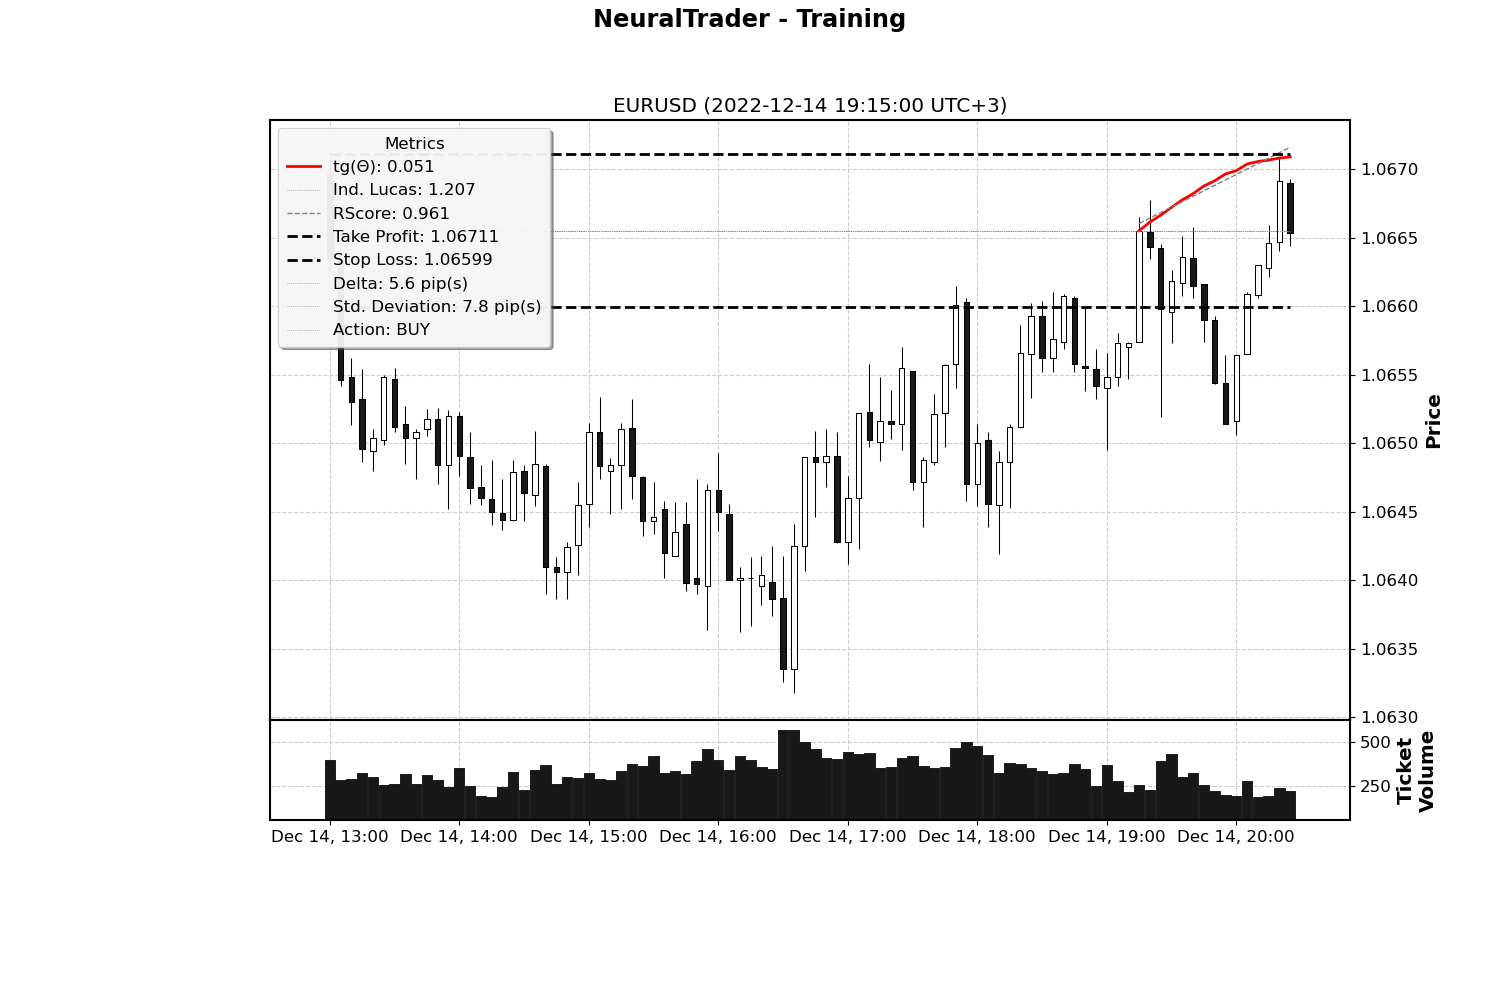 NeuralTrader - Training
EURUSD (2022-12-14 19:15:00 UTC+3)
Metrics
tg(Θ): 0.051
Ind. Lucas: 1.207
RScore: 0.961
Take Profit: 1.06711
Stop Loss: 1.06599
Delta: 5.6 pip(s)
Std. Deviation: 7.8 pip(s)
Action: BUY
1.0670
1.0665
1.0660
1.0655
1.0650
1.0645
1.0640
1.0635
1.0630
Price
500
250
Ticket
Volume
Dec 14, 13:00
Dec 14, 14:00
Dec 14, 15:00
Dec 14, 16:00
Dec 14, 17:00
Dec 14, 18:00
Dec 14, 19:00
Dec 14, 20:00